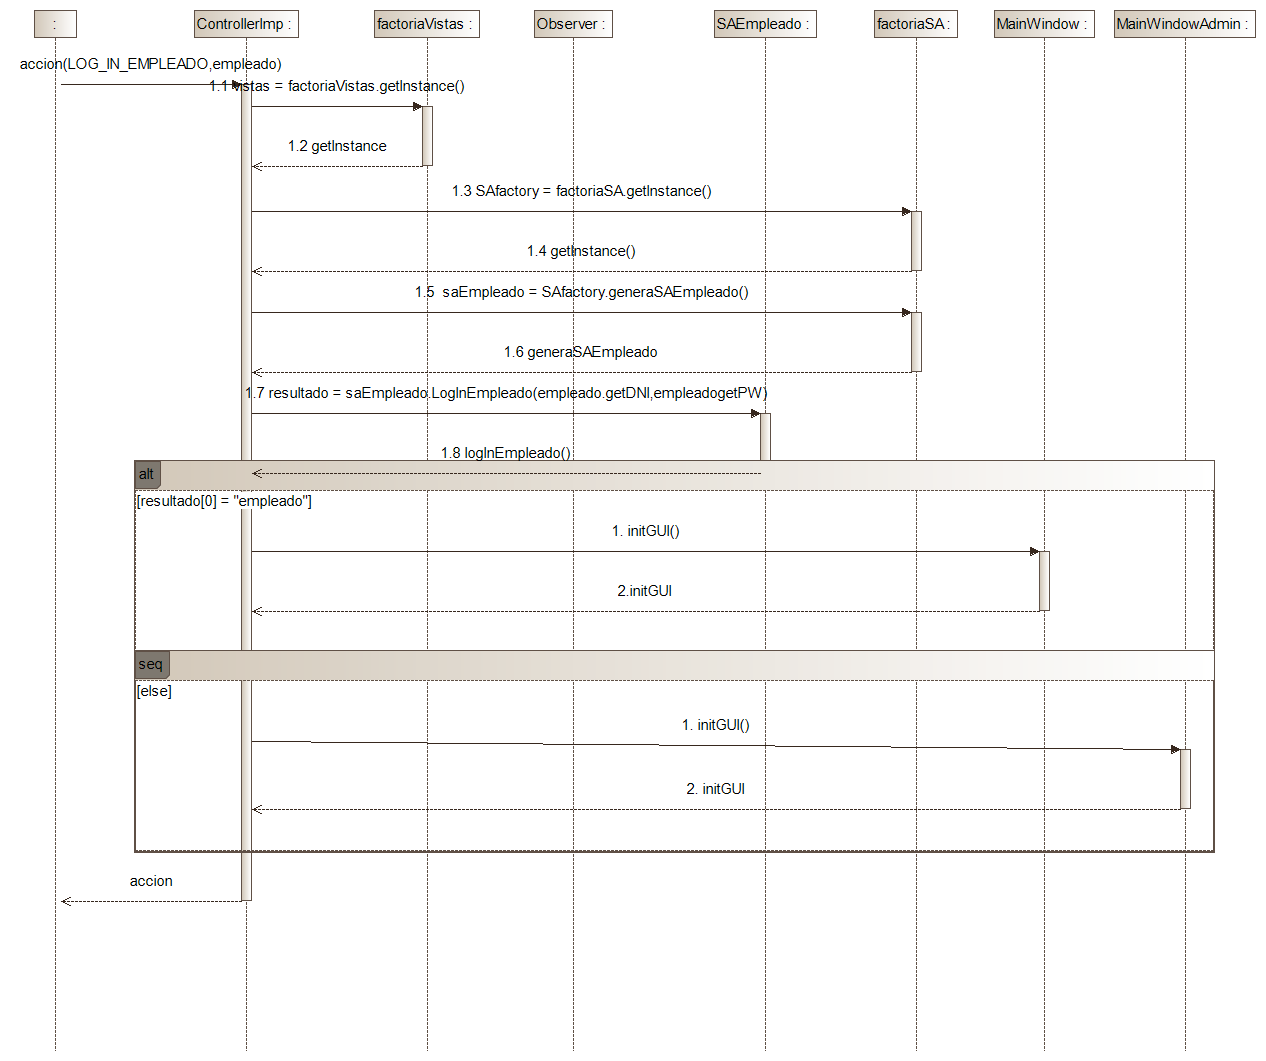 :
ControllerImp :
factoriaVistas :
Observer :
SAEmpleado :
factoriaSA :
MainWindow :
MainWindowAdmin :
accion(LOG_IN_EMPLEADO,empleado)
1.1 vistas = factoriaVistas.getInstance()
1.2 getInstance
1.3 SAfactory = factoriaSA.getInstance()
1.4 getInstance()
1.5 saEmpleado = SAfactory.generaSAEmpleado()
1.6 generaSAEmpleado
1.7 resultado = saEmpleado.LogInEmpleado(empleado.getDNI,empleadogetPW)
1.8 logInEmpleado()
alt
[resultado[0] = "empleado"]
1. initGUI()
2.initGUI
seq
[else]
1. initGUI()
2. initGUI
accion